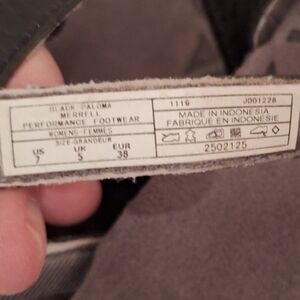 BLACK PALOMA
MERRELL
PERFORMANCE FOOTWEAR
WOMENS FEMMES
SIZE-GRANDEUR
US UK EUR
7 5 38
1116 J001228
MADE IN INDONESIA
FABRIQUE EN INDONESIE
2502125